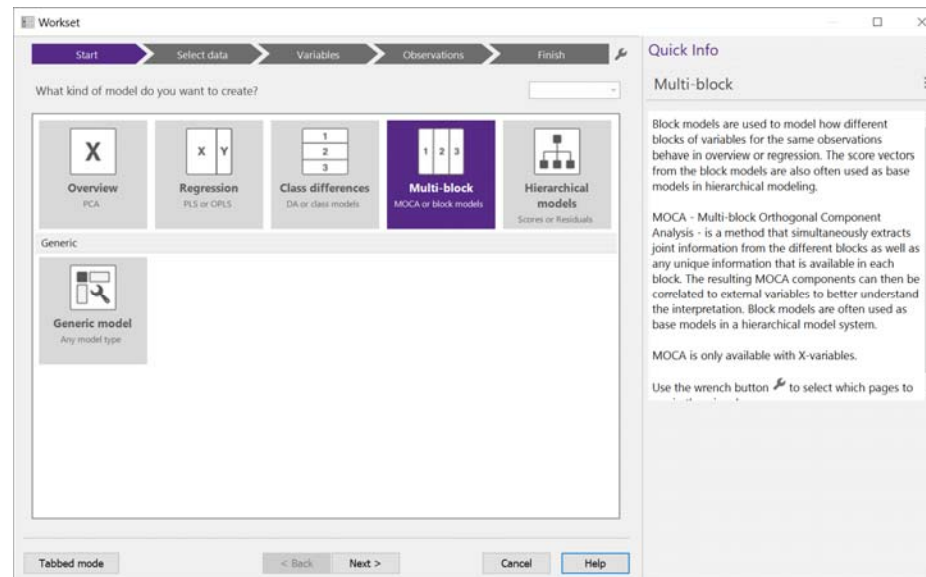 Workset
Start
Select data
Variables
Observations
Finish
What kind of model do you want to create?
X
Overview
PCA
X Y
Regression
PLS or OPLS
1
2
3
Class differences
DA or class models
1 2 3
Multi-block
MOCA or block models
Hierarchical
models
Scores or Residuals
Generic
Generic model
Any model type
Tabbed mode
< Back
Next >
Cancel
Help
Quick Info
Multi-block
Block models are used to model how different
blocks of variables for the same observations
behave in overview or regression. The score vectors
from the block models are also often used as base
models in hierarchical modeling.
MOCA - Multi-block Orthogonal Component
Analysis - is a method that simultaneously extracts
joint information from the different blocks as well as
any unique information that is available in each
block. The resulting MOCA components can then be
correlated to external variables to better understand
the interpretation. Block models are often used as
base models in a hierarchical model system.
MOCA is only available with X-variables.
Use the wrench button to select which pages to